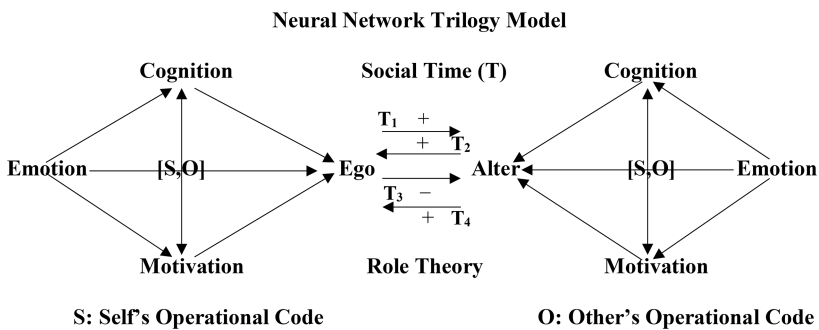 Neural Network Trilogy Model
Cognition Social Time (T) Cognition
T₁ +
+ T₂
Emotion [S,O] Ego Alter [S,O] Emotion
T₃ −
+ T₄
Motivation Role Theory Motivation
S: Self's Operational Code O: Other's Operational Code